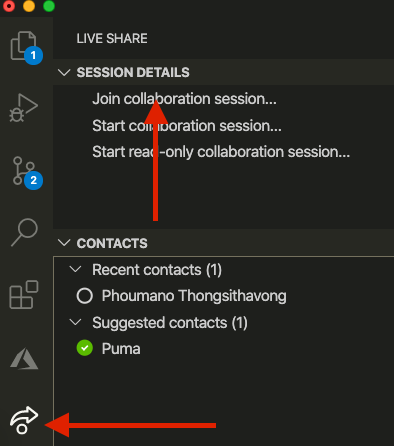 LIVE SHARE
1
SESSION DETAILS
Join collaboration session...
Start collaboration session...
Start read-only collaboration session...
2
CONTACTS
Recent contacts (1)
Phoumano Thongsithavong
Suggested contacts (1)
Puma